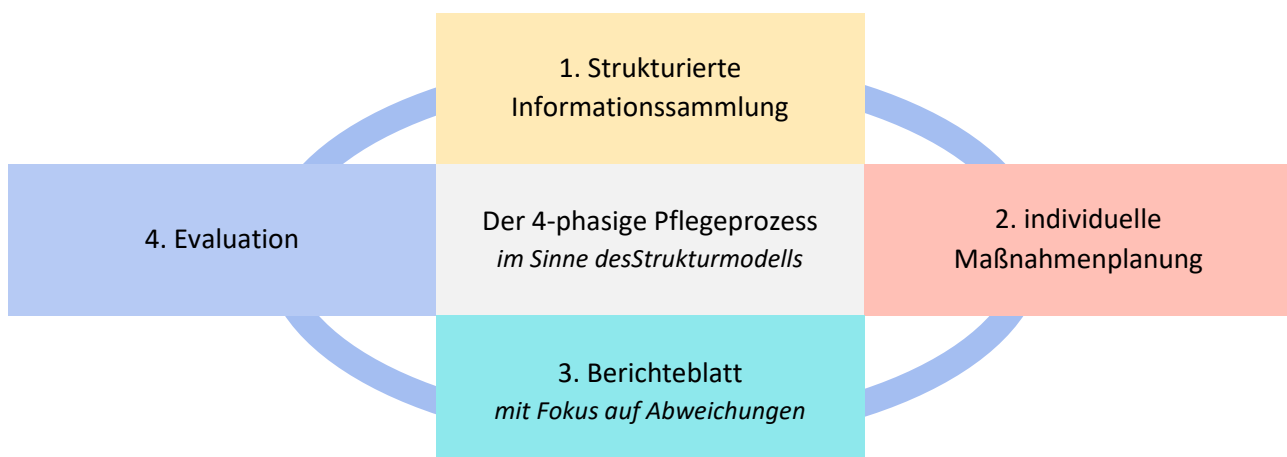 1. Strukturierte
Informationssammlung
4. Evaluation
Der 4-phasige Pflegeprozess
im Sinne desStrukturmodells
2. individuelle
Maßnahmenplanung
3. Berichteblatt
mit Fokus auf Abweichungen